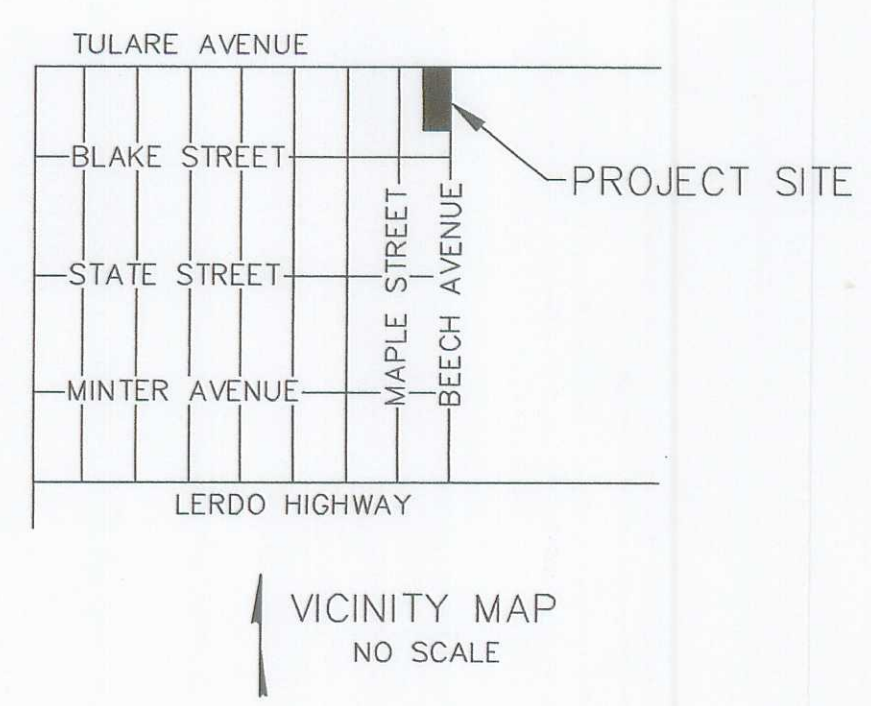 TULARE AVENUE
BLAKE STREET
PROJECT SITE
STATE STREET
MAPLE STREET
BEECH AVENUE
MINTER AVENUE
LERDO HIGHWAY
VICINITY MAP
NO SCALE